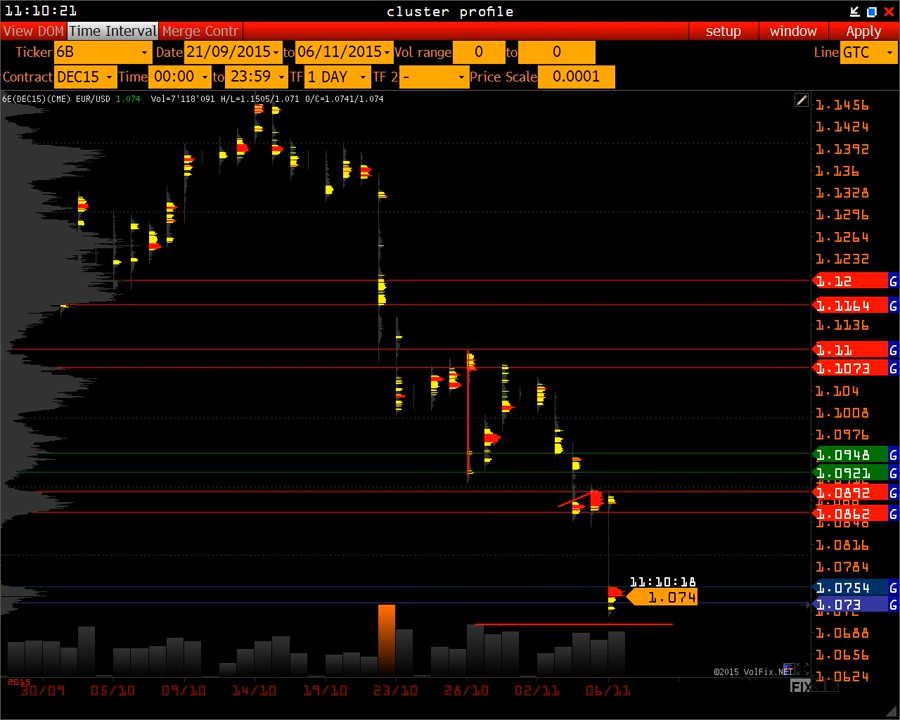 11:10:21 cluster profile
View DOM Time Interval Merge Contr setup window Apply
Ticker 6B Date 21/09/2015 to 06/11/2015 Vol range 0 to 0 Line GTC
Contract DEC15 Time 00:00 to 23:59 TF 1 DAY TF 2 - Price Scale 0.0001
6E(DEC15)(CME) EUR/USD 1.074 Vol=7'118'091 H/L=1.1505/1.071 O/C=1.0741/1.074
1.1456
1.1424
1.1392
1.136
1.1328
1.1296
1.1264
1.1232
1.12 G
1.1164 G
1.1136
1.11 G
1.1073 G
1.104
1.1008
1.0976
1.0948 G
1.0921 G
1.0892 G
1.0862 G
1.0848
1.0816
1.0784
11:10:18
1.0754 G
1.074
1.073 G
1.0688
1.0656
©2015 VolFix.NET
1.0624
2015
30/09 05/10 09/10 14/10 19/10 23/10 28/10 02/11 06/11
FIX